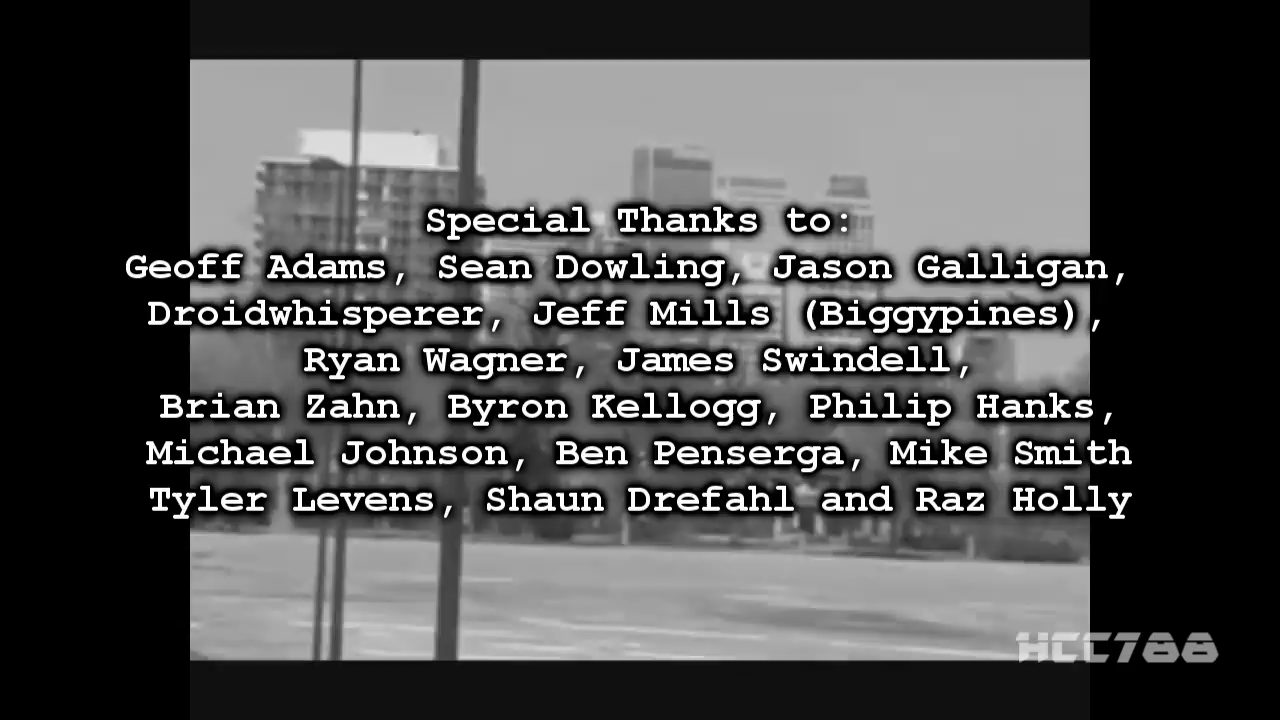 Special Thanks to:
Geoff Adams, Sean Dowling, Jason Galligan,
Droidwhisperer, Jeff Mills (Biggypines),
Ryan Wagner, James Swindell,
Brian Zahn, Byron Kellogg, Philip Hanks,
Michael Johnson, Ben Penserga, Mike Smith
Tyler Levens, Shaun Drefahl and Raz Holly
HCC788